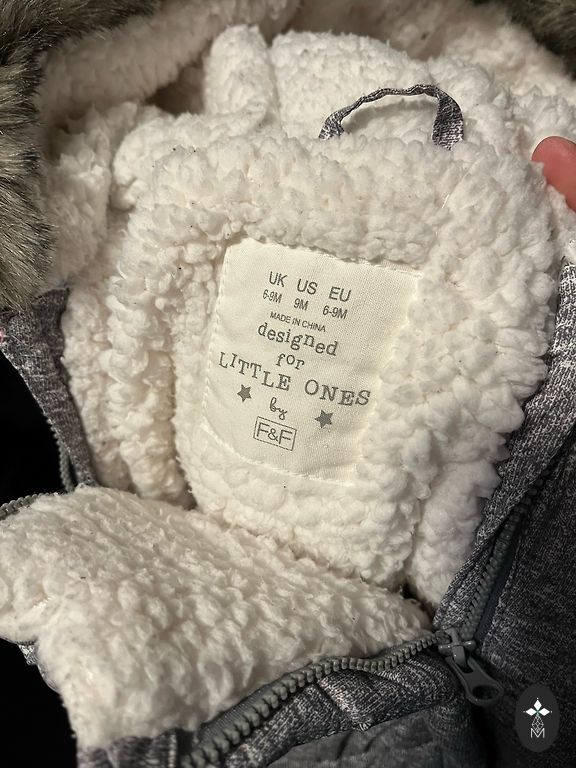 UK US EU
6-9M 9M 6-9M
MADE IN CHINA
designed
for
LITTLE ONES
by
F&F
M